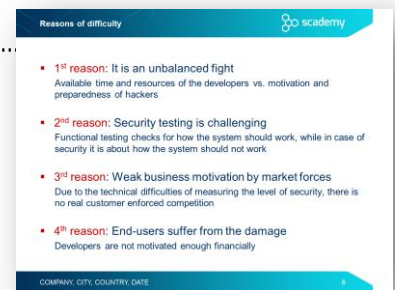 Reasons of difficulty
scademy
▪ 1st reason: It is an unbalanced fight
Available time and resources of the developers vs. motivation and
preparedness of hackers
▪ 2nd reason: Security testing is challenging
Functional testing checks for how the system should work, while in case of
security it is about how the system should not work
▪ 3rd reason: Weak business motivation by market forces
Due to the technical difficulties of measuring the level of security, there is
no real customer enforced competition
▪ 4th reason: End-users suffer from the damage
Developers are not motivated enough financially
COMPANY, CITY, COUNTRY, DATE
8